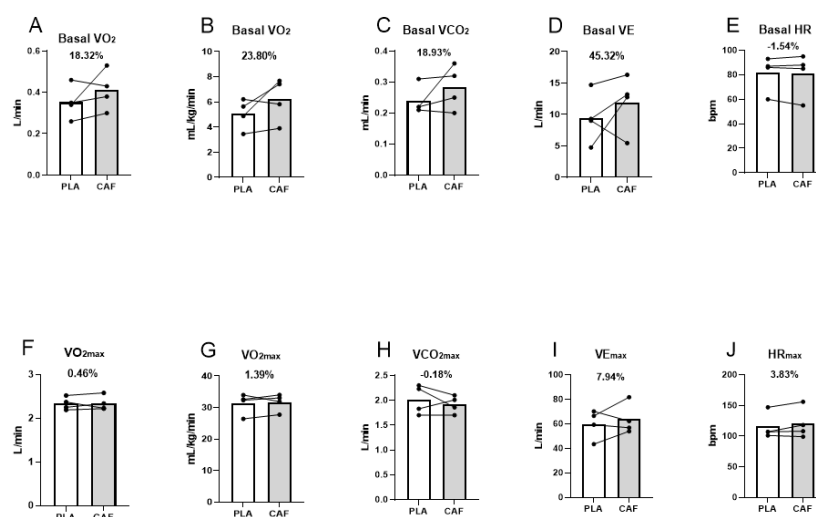 A
Basal VO2
18.32%
L/min
0.6
0.4
0.2
0.0
PLA CAF
B
Basal VO2
23.80%
mL/kg/min
10
8
6
4
2
0
PLA CAF
C
Basal VCO2
18.93%
mL/min
0.4
0.3
0.2
0.1
0.0
PLA CAF
D
Basal VE
45.32%
L/min
20
15
10
5
0
PLA CAF
E
Basal HR
-1.54%
bpm
100
80
60
40
20
0
PLA CAF
F
VO2max
0.46%
L/min
3
2
1
0
PLA CAF
G
VO2max
1.39%
mL/kg/min
40
30
20
10
0
PLA CAF
H
VCO2max
-0.18%
L/min
2.5
2.0
1.5
1.0
0.5
0.0
PLA CAF
I
VEmax
7.94%
L/min
100
80
60
40
20
0
PLA CAF
J
HRmax
3.83%
bpm
200
150
100
50
0
PLA CAF